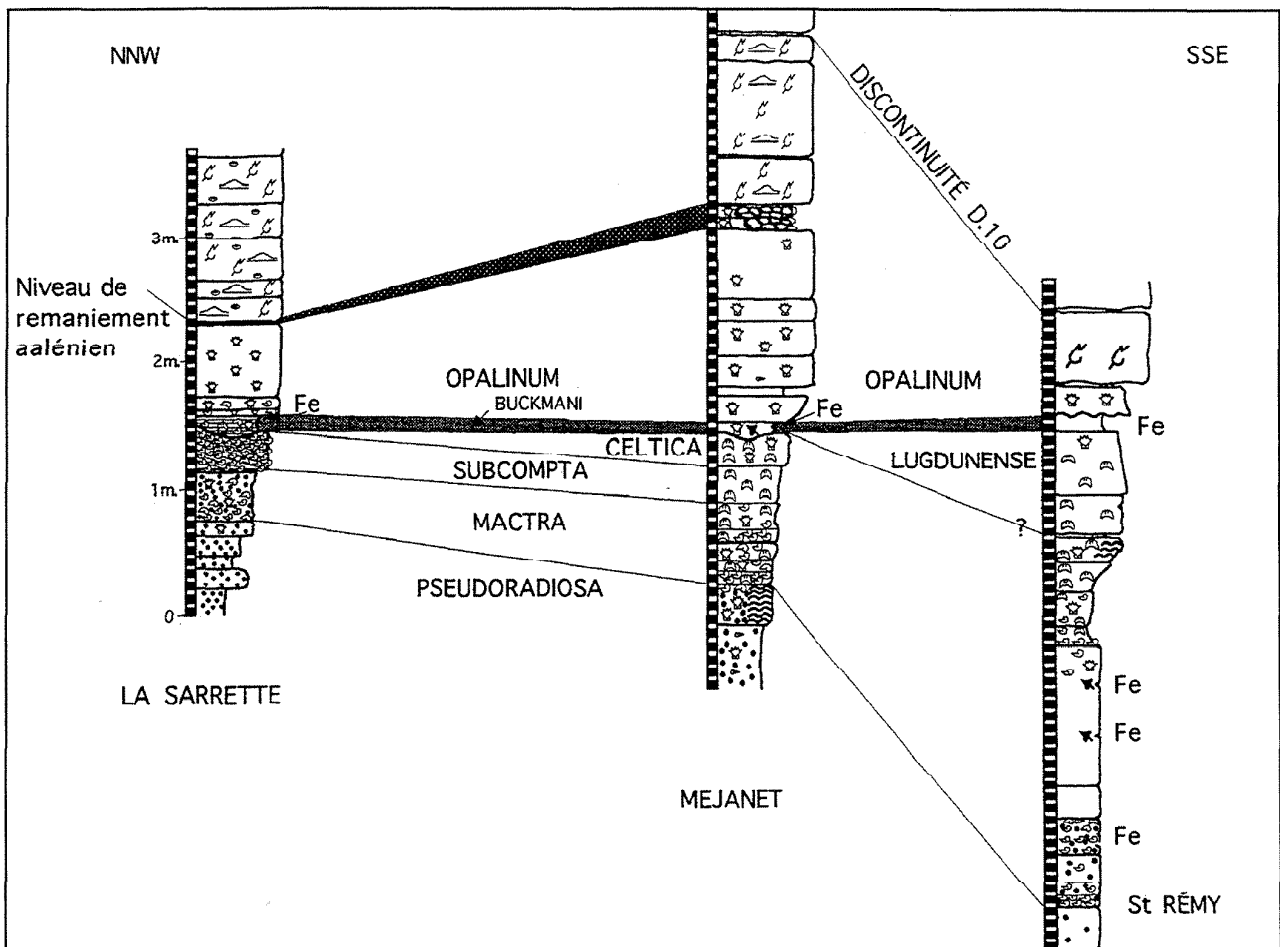 NNW
SSE
DISCONTINUITÉ D.10
3m.
Niveau de
remaniement
aalénien
2m.
OPALINUM
OPALINUM
BUCKMANI
Fe
Fe
Fe
CELTICA
LUGDUNENSE
SUBCOMPTA
1m.
MACTRA
?
PSEUDORADIOSA
0
Fe
LA SARRETTE
Fe
MEJANET
Fe
St RÉMY